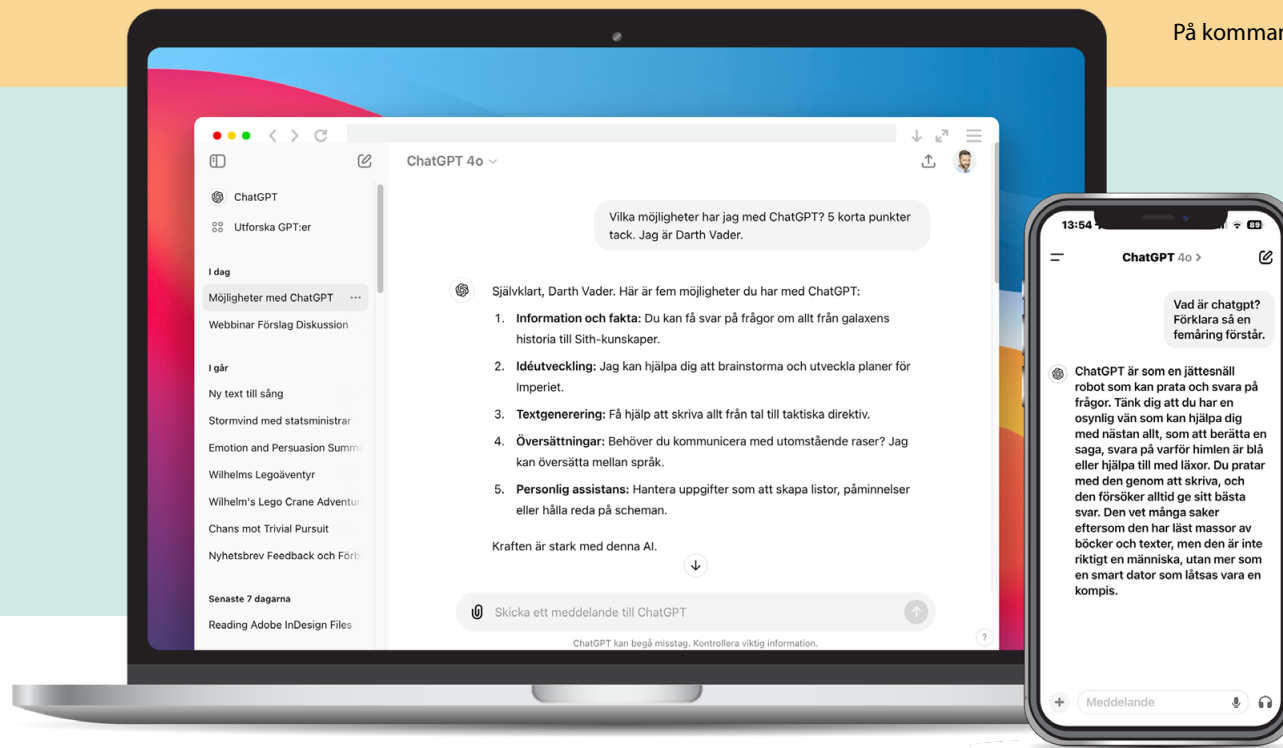 På kommar
ChatGPT 4o
ChatGPT
Utforska GPT:er
I dag
Möjligheter med ChatGPT ···
Webbinar Förslag Diskussion
I går
Ny text till sång
Stormvind med statsministrar
Emotion and Persuasion Summa
Wilhelms Legoäventyr
Wilhelm's Lego Crane Adventur
Chans mot Trivial Pursuit
Nyhetsbrev Feedback och Förb
Senaste 7 dagarna
Reading Adobe InDesign Files
Vilka möjligheter har jag med ChatGPT? 5 korta punkter
tack. Jag är Darth Vader.
Självklart, Darth Vader. Här är fem möjligheter du har med ChatGPT:
1. Information och fakta: Du kan få svar på frågor om allt från galaxens
historia till Sith-kunskaper.
2. Idéutveckling: Jag kan hjälpa dig att brainstorma och utveckla planer för
Imperiet.
3. Textgenerering: Få hjälp att skriva allt från tal till taktiska direktiv.
4. Översättningar: Behöver du kommunicera med utomstående raser? Jag
kan översätta mellan språk.
5. Personlig assistans: Hantera uppgifter som att skapa listor, påminnelser
eller hålla reda på scheman.
Kraften är stark med denna AI.
Skicka ett meddelande till ChatGPT
ChatGPT kan begå misstag. Kontrollera viktig information.
?
13:54
89
ChatGPT 4o >
Vad är chatgpt?
Förklara så en
femåring förstår.
ChatGPT är som en jättesnäll
robot som kan prata och svara på
frågor. Tänk dig att du har en
osynlig vän som kan hjälpa dig
med nästan allt, som att berätta en
saga, svara på varför himlen är blå
eller hjälpa till med läxor. Du pratar
med den genom att skriva, och
den försöker alltid ge sitt bästa
svar. Den vet många saker
eftersom den har läst massor av
böcker och texter, men den är inte
riktigt en människa, utan mer som
en smart dator som låtsas vara en
kompis.
Meddelande